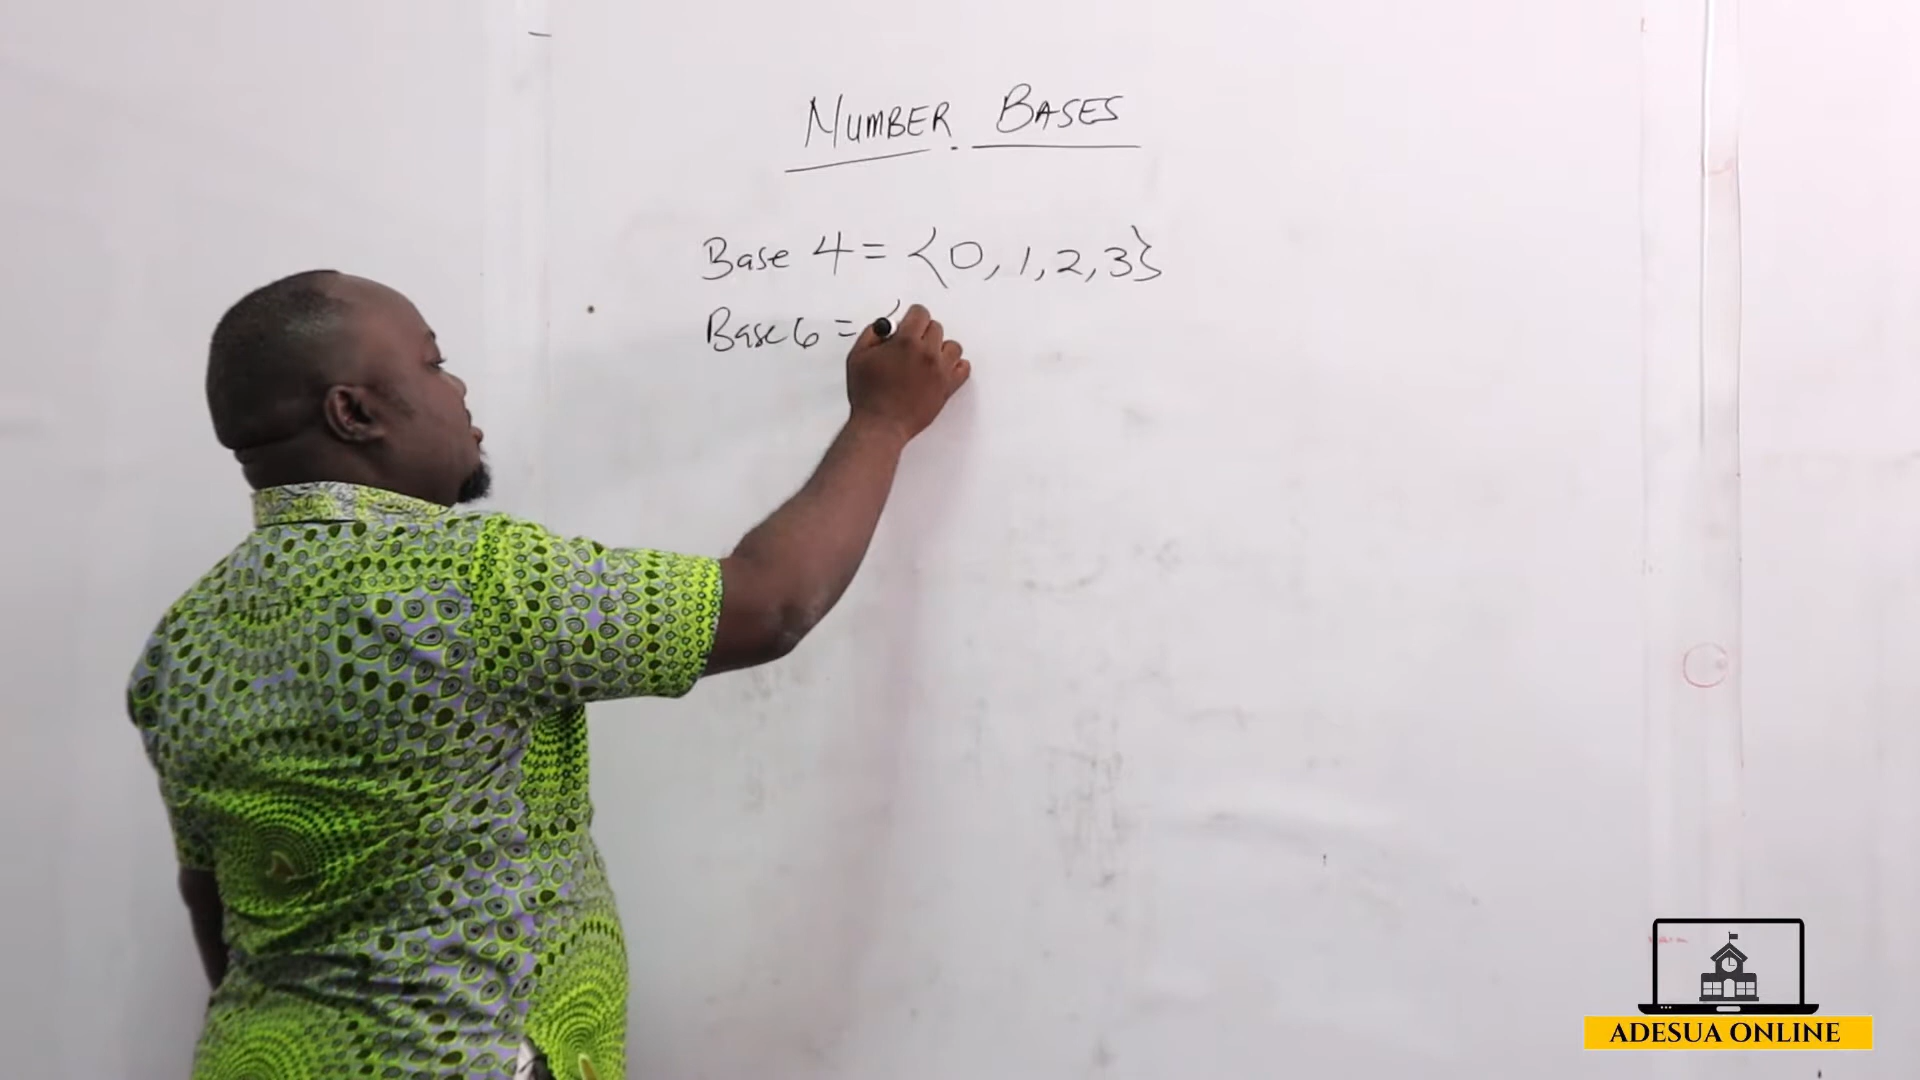 NUMBER BASES
Base 4 = {0, 1, 2, 3}
Base 6 = {
ADESUA ONLINE